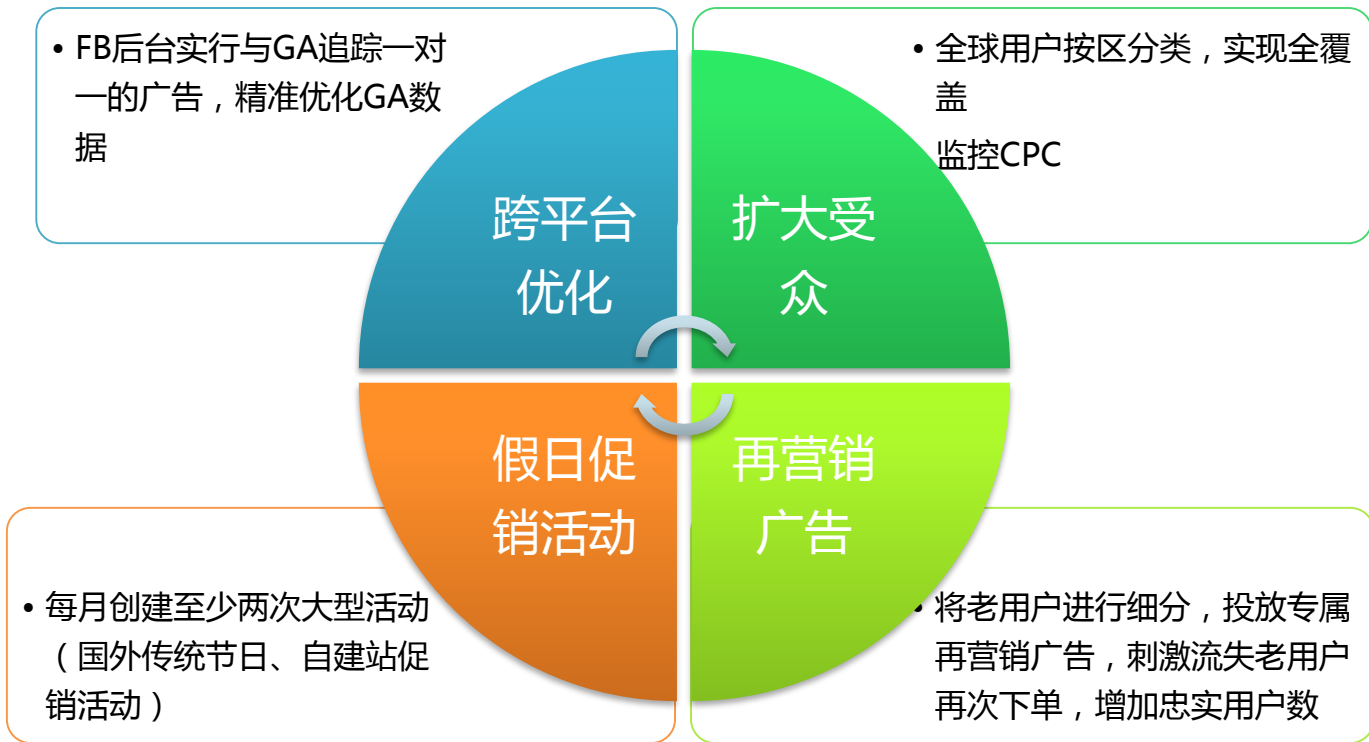 • FB后台实行与GA追踪一对
一的广告，精准优化GA数
据
• 全球用户按区分类，实现全覆
盖
监控CPC
跨平台
优化
扩大受
众
假日促
销活动
再营销
广告
• 每月创建至少两次大型活动
（国外传统节日、自建站促
销活动）
• 将老用户进行细分，投放专属
再营销广告，刺激流失老用户
再次下单，增加忠实用户数